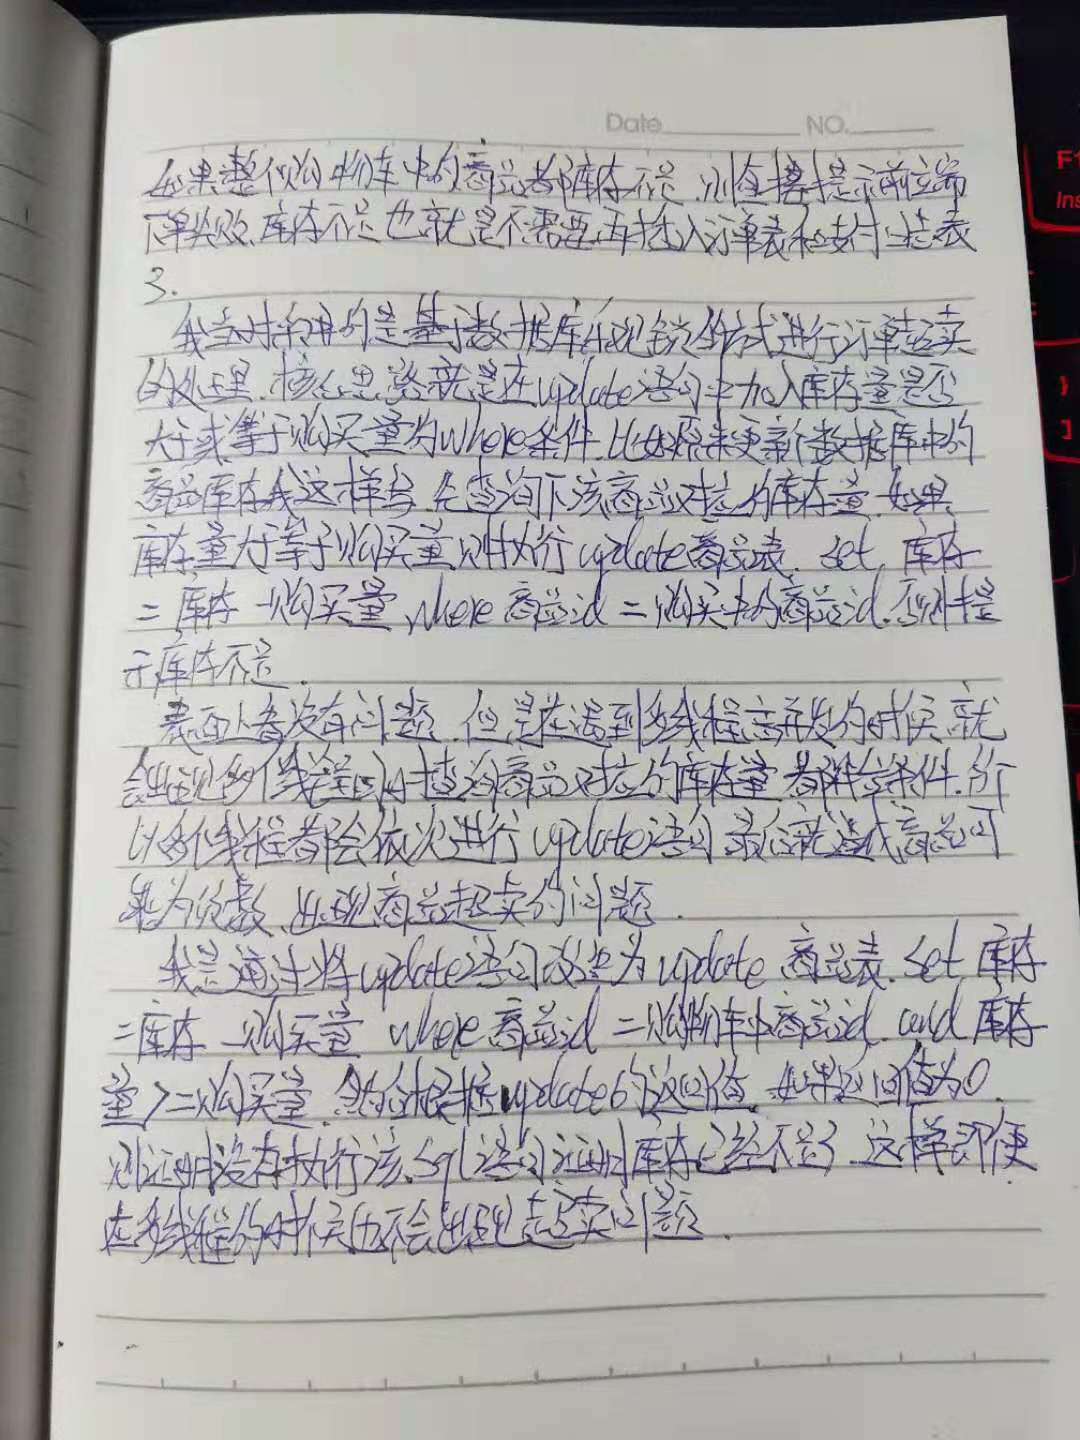 Date NO.
如果整个购物车中的商品都库存不足,则直接提示前端
下单失败,库存不足也就是不需要再插入订单表和支付日志表
3.
我当时采用的是基于数据库乐观锁的方式进行订单超卖
的处理.核心思路就是在update语句中加入库存量是否
大于或等于购买量为where条件.比如原来更新数据库中的
商品库存我这样写.先查询下该商品对应的库存量.如果
库存量大于等于购买量则执行update商品表.set 库存
=库存-购买量 where 商品id=购买中的商品id.否则提
示库存不足.
表面上看没有问题.但是在遇到多线程高并发的时候就
会出现多个线程同时查询商品对应的库存量都符合条件.所
以多个线程都会依次进行update语句最后就造成商品可
为负数.出现商品超卖的问题.
我是通过将update语句改造为update 商品表.set 库存
=库存-购买量 where商品id=购物车中商品id.and 库存
量>=购买量.然后根据update的返回值.如果返回值为0.
则证明没有执行该.sql语句证明库存已经不足了.这样即便
在多线程的时候也不会出现超卖问题.
F1
Ins
}
]